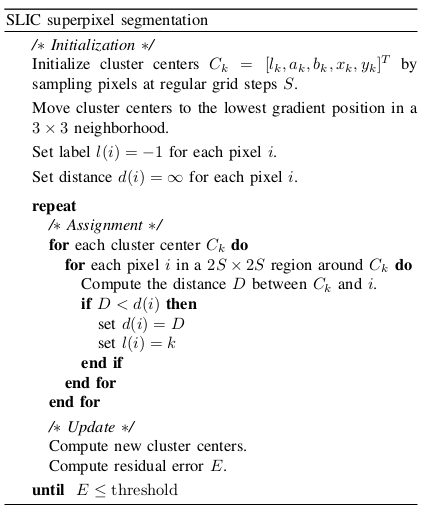 SLIC superpixel segmentation
/* Initialization */
Initialize cluster centers C_k = [l_k, a_k, b_k, x_k, y_k]^T by
sampling pixels at regular grid steps S.
Move cluster centers to the lowest gradient position in a
3 × 3 neighborhood.
Set label l(i) = −1 for each pixel i.
Set distance d(i) = ∞ for each pixel i.
repeat
/* Assignment */
for each cluster center C_k do
for each pixel i in a 2S × 2S region around C_k do
Compute the distance D between C_k and i.
if D < d(i) then
set d(i) = D
set l(i) = k
end if
end for
end for
/* Update */
Compute new cluster centers.
Compute residual error E.
until E ≤ threshold